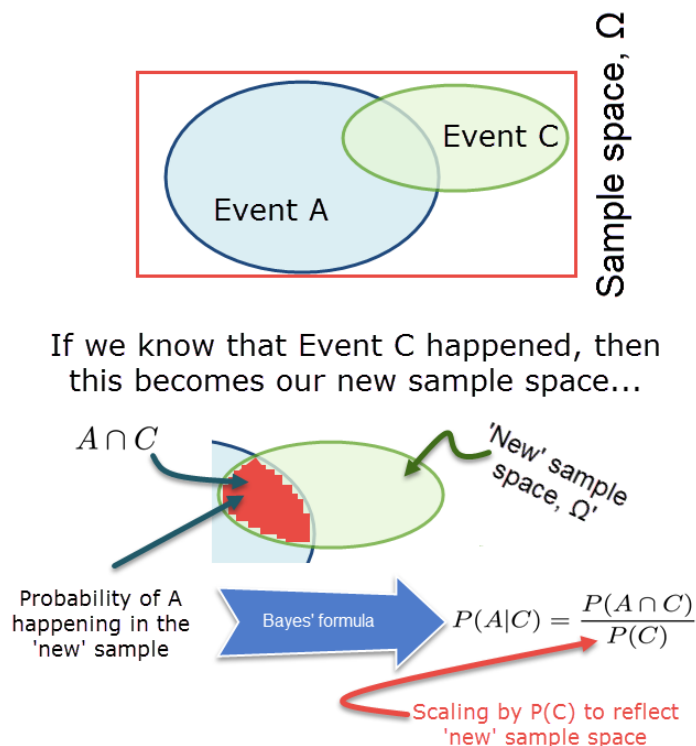 Sample space, Ω
Event C
Event A
If we know that Event C happened, then
this becomes our new sample space...
A ∩ C
'New' sample
space, Ω'
Probability of A
happening in the
'new' sample
Bayes' formula
P(A|C) = P(A ∩ C) / P(C)
Scaling by P(C) to reflect
'new' sample space